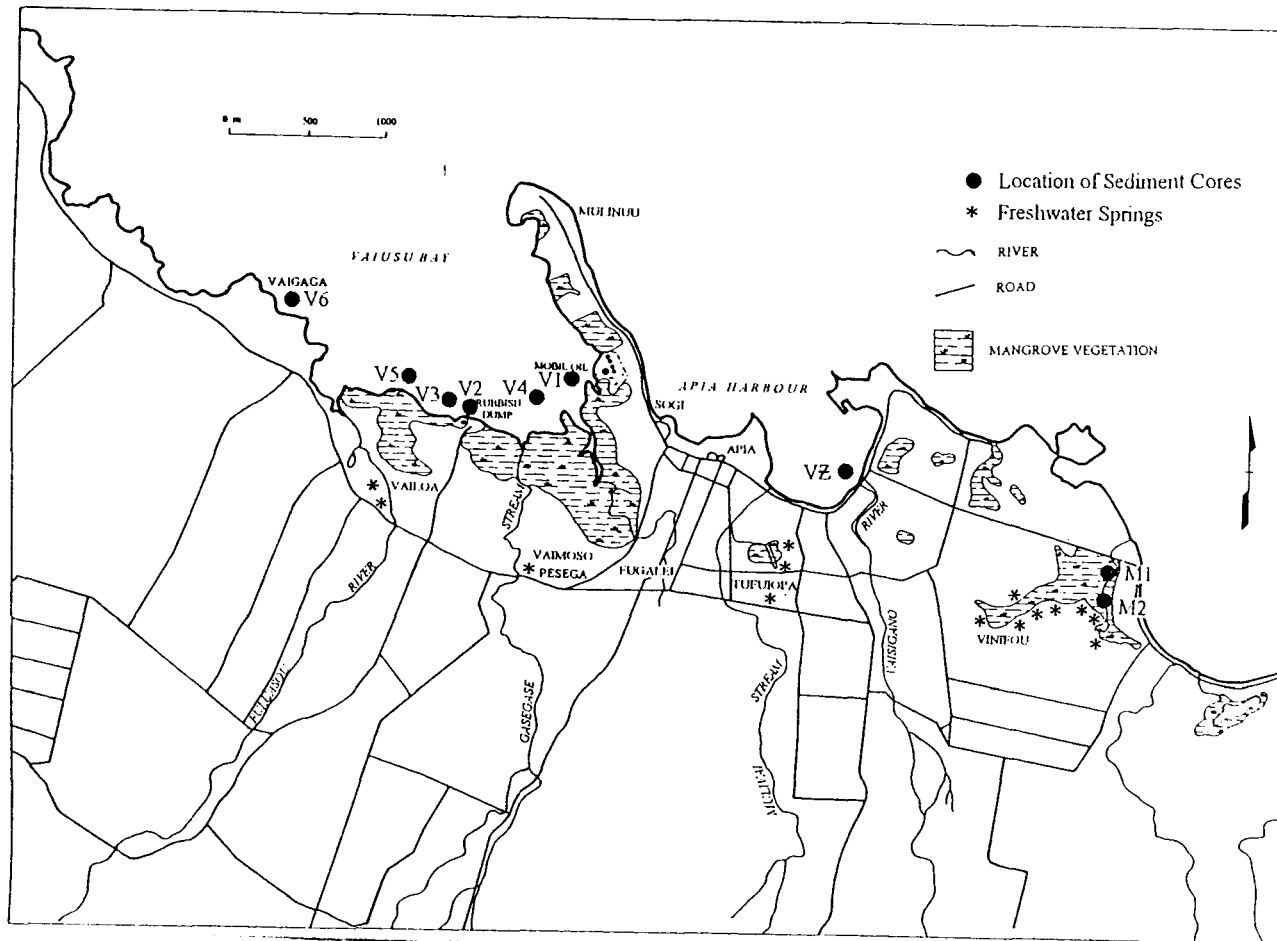 0 m 500 1000
Location of Sediment Cores
Freshwater Springs
RIVER
ROAD
MANGROVE VEGETATION
MULINUU
VAIUSU BAY
VAIGAGA
V6
V5
V3
V2
V4
V1
MOBIL OIL
RUBBISH
DUMP
APIA HARBOUR
SOGI
APIA
VZ
VAILOA
STREAM
RIVER
VAIMOSO
PESEGA
FUGALEI
TUFUIOPA
RIVER
VAISIGANO
M1
M2
VINIFOU
FULUASOU
GASEGASE
STREAM
MULIVAI